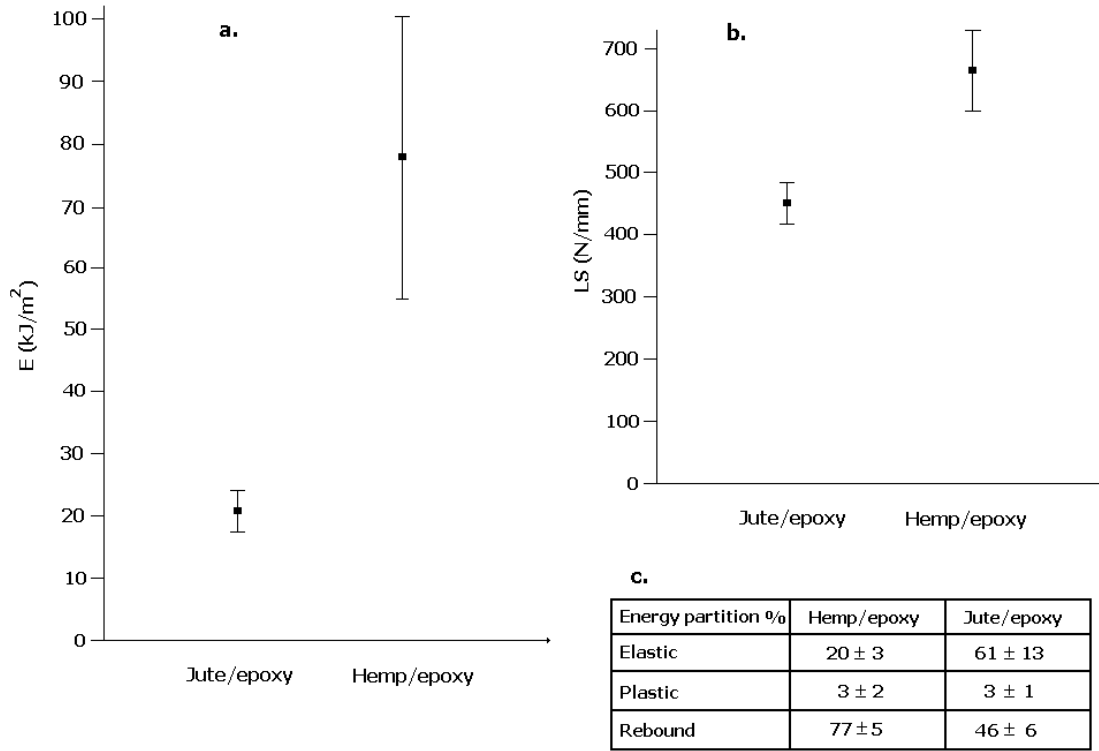 a.
E (kJ/m²)
100
90
80
70
60
50
40
30
20
10
0
Jute/epoxy Hemp/epoxy
b.
LS (N/mm)
700
600
500
400
300
200
100
0
Jute/epoxy Hemp/epoxy
c.
Energy partition % Hemp/epoxy Jute/epoxy
Elastic 20 ± 3 61 ± 13
Plastic 3 ± 2 3 ± 1
Rebound 77 ± 5 46 ± 6